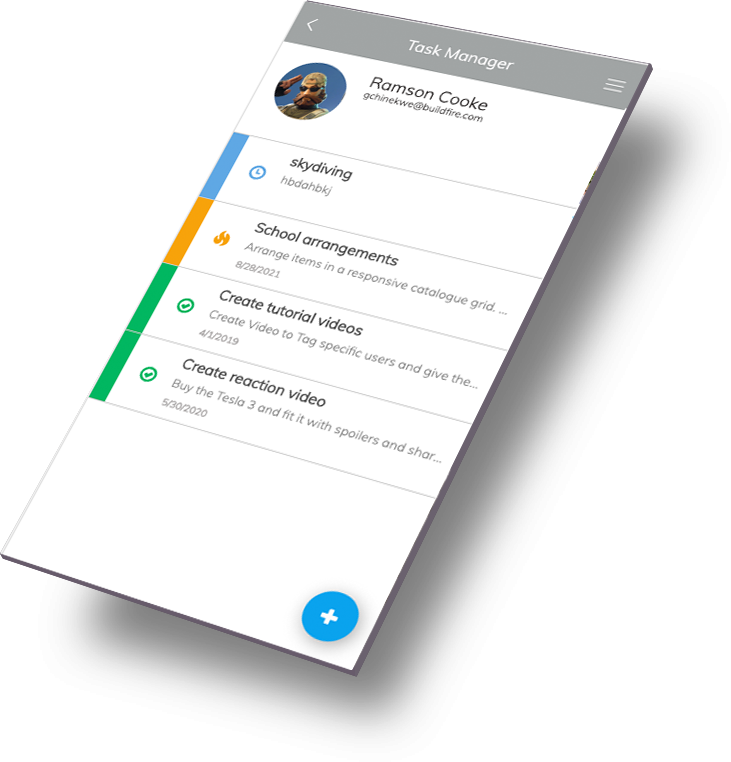 Task Manager
Ramson Cooke
gchinekwe@buildfire.com
skydiving
hbdahbkj
School arrangements
Arrange items in a responsive catalogue grid. ...
8/28/2021
Create tutorial videos
Create Video to Tag specific users and give the...
4/1/2019
Create reaction video
Buy the Tesla 3 and fit it with spoilers and shar...
5/30/2020